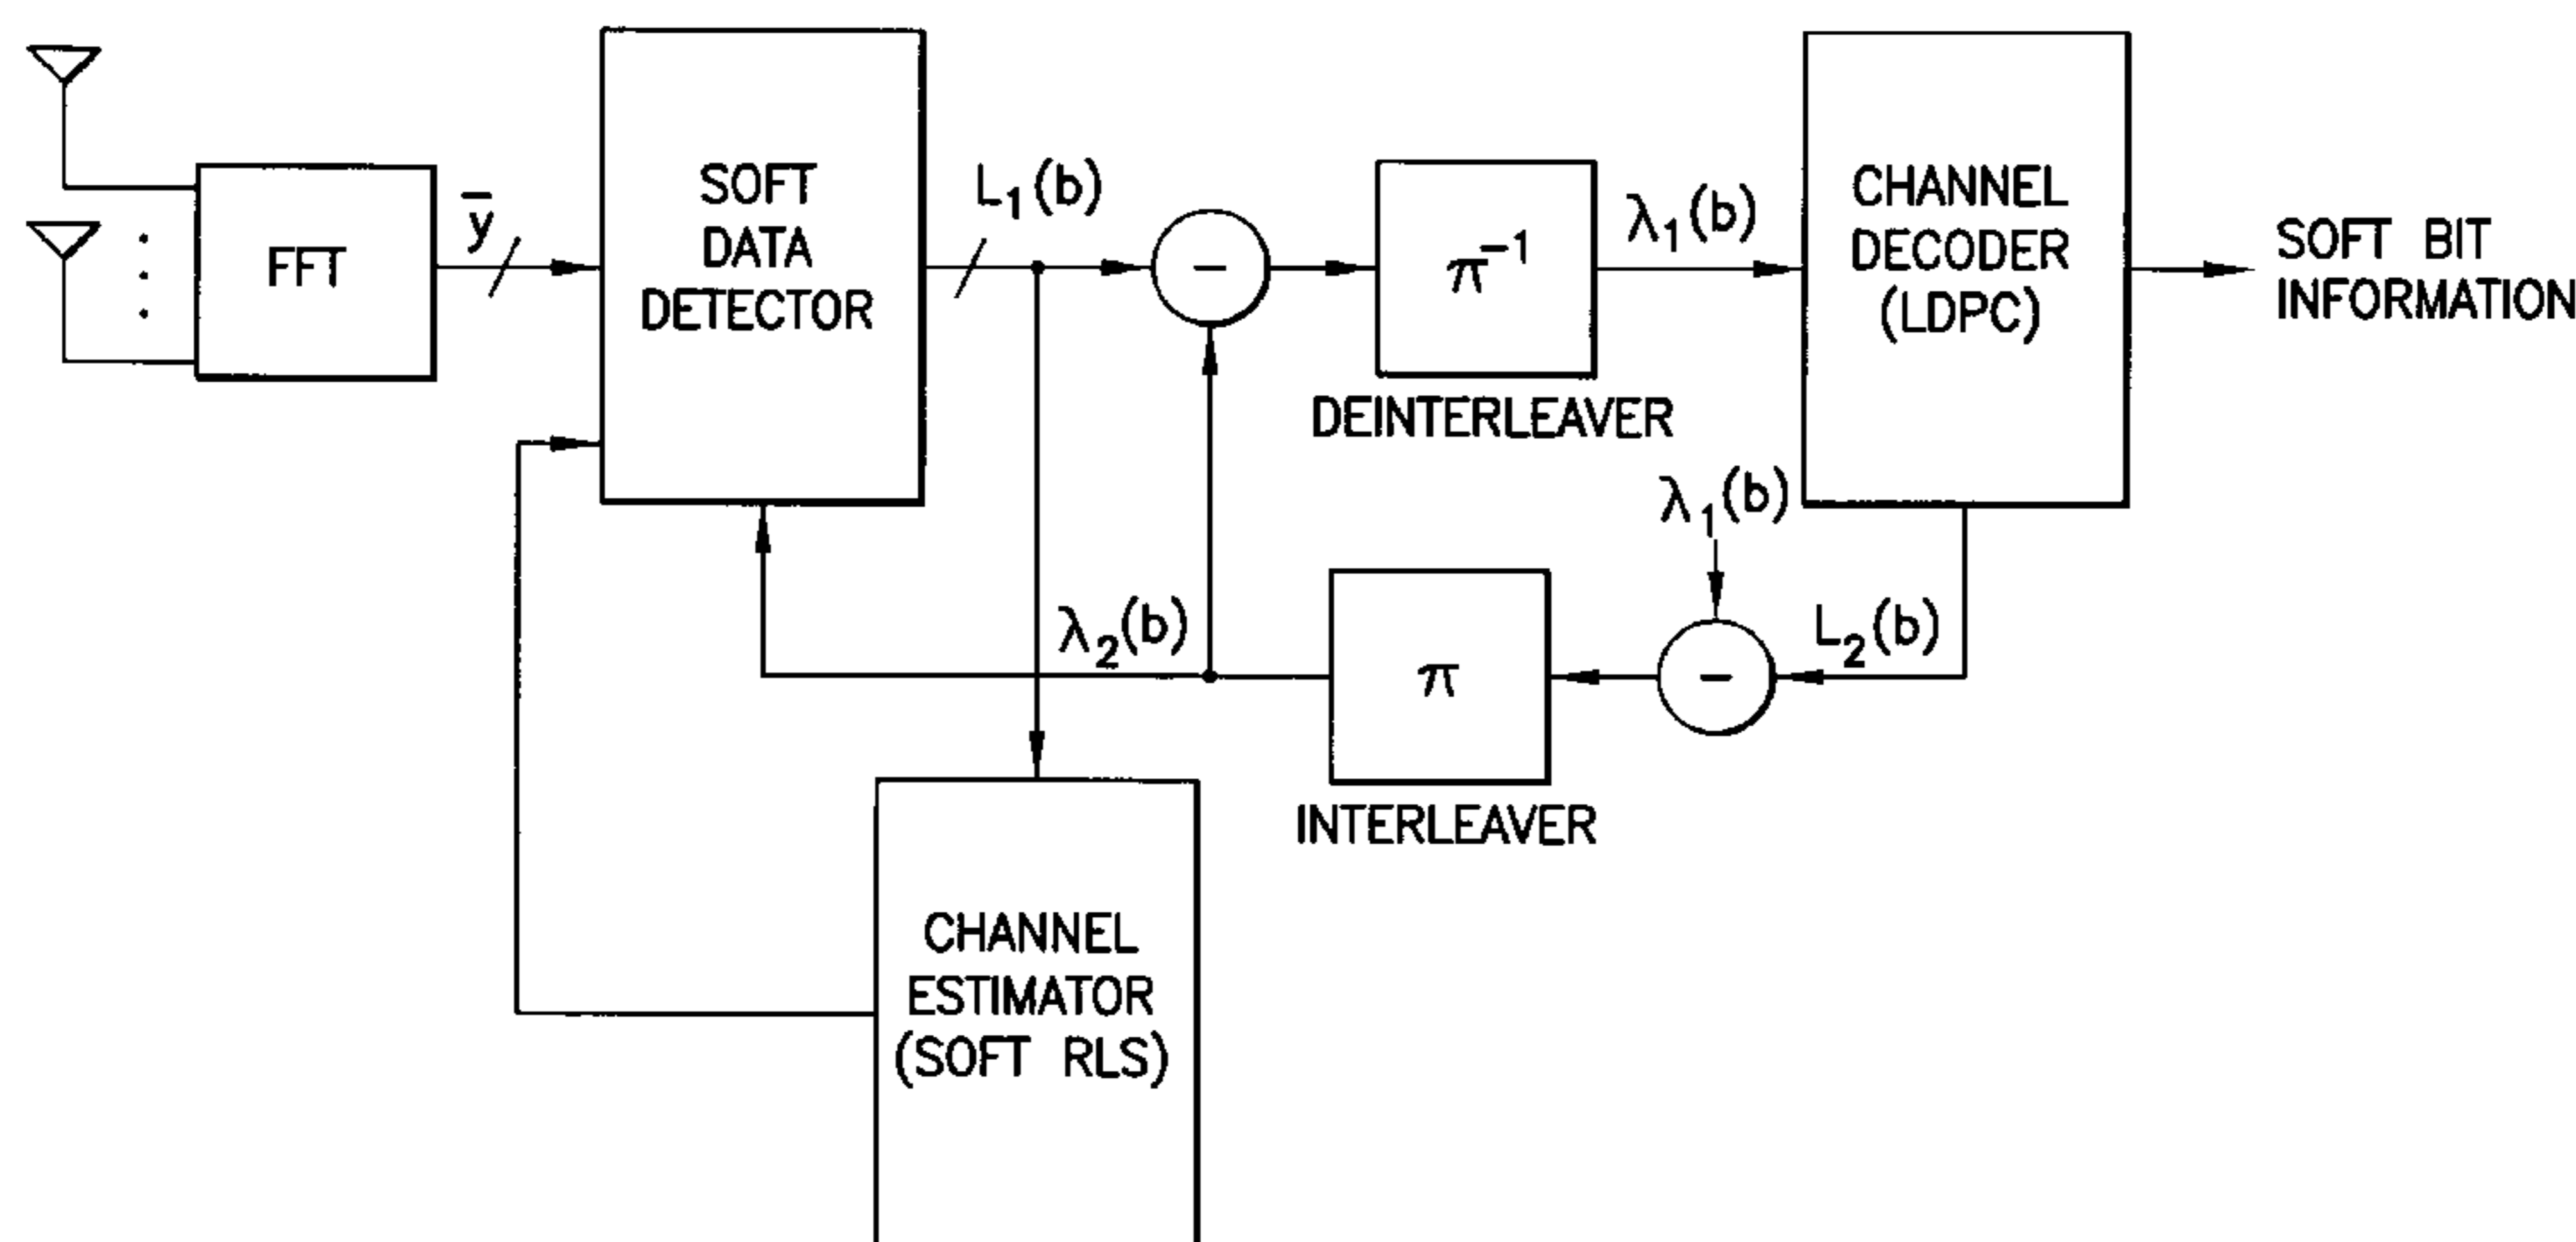 FFT
ȳ
SOFT
DATA
DETECTOR
L₁(b)
−
π⁻¹
DEINTERLEAVER
λ₁(b)
CHANNEL
DECODER
(LDPC)
SOFT BIT
INFORMATION
λ₁(b)
L₂(b)
−
π
INTERLEAVER
λ₂(b)
CHANNEL
ESTIMATOR
(SOFT RLS)